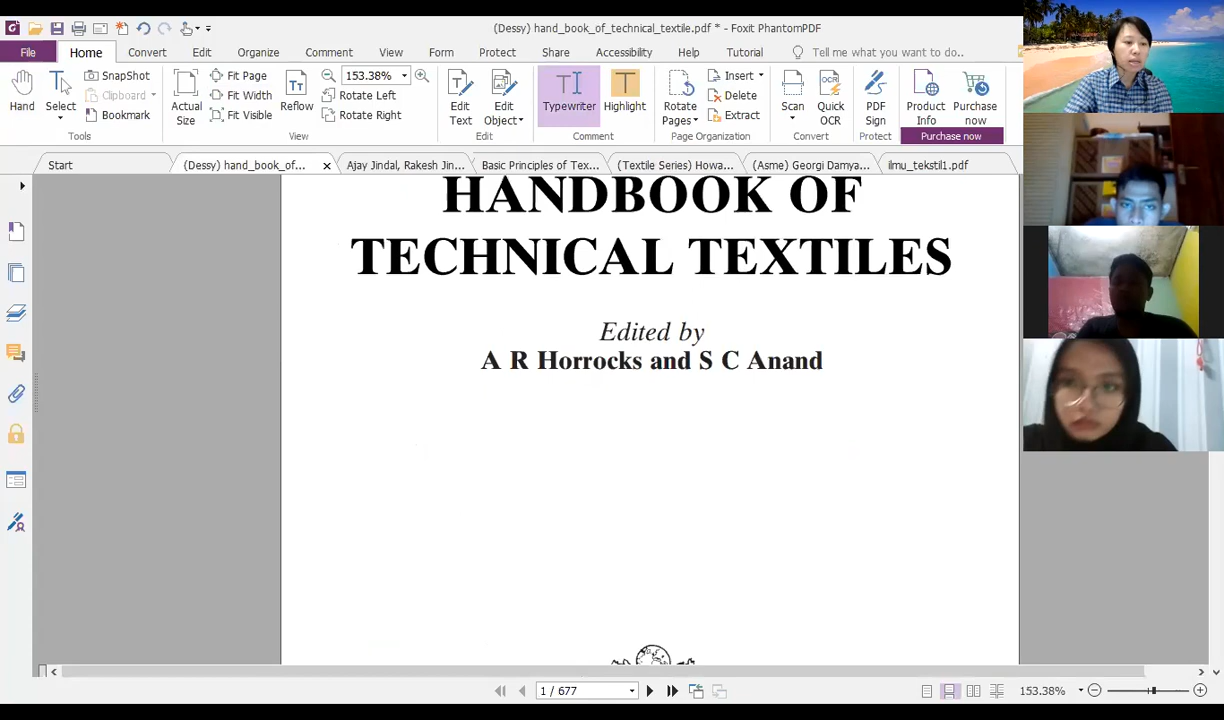 (Dessy) hand_book_of_technical_textile.pdf * - Foxit PhantomPDF
File Home Convert Edit Organize Comment View Form Protect Share Accessibility Help Tutorial Tell me what you want to do..
Hand
Select
SnapShot
Clipboard
Bookmark
Tools
Actual Size
Fit Page
Fit Width
Fit Visible
Reflow
153.38%
Rotate Left
Rotate Right
View
Edit Text
Edit Object
Edit
Typewriter
Highlight
Comment
Rotate Pages
Insert
Delete
Extract
Page Organization
Scan
Quick OCR
Convert
PDF Sign
Protect
Product Info
Purchase now
Purchase now
Start (Dessy) hand_book_of... Ajay Jindal, Rakesh Jin... Basic Principles of Tex... (Textile Series) Howa... (Asme) Georgi Damya... ilmu_tekstil1.pdf
HANDBOOK OF
TECHNICAL TEXTILES
Edited by
A R Horrocks and S C Anand
1 / 677
153.38%